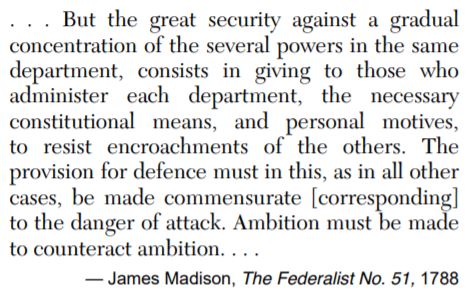 . . . But the great security against a gradual
concentration of the several powers in the same
department, consists in giving to those who
administer each department, the necessary
constitutional means, and personal motives,
to resist encroachments of the others. The
provision for defence must in this, as in all other
cases, be made commensurate [corresponding]
to the danger of attack. Ambition must be made
to counteract ambition. . . .
— James Madison, The Federalist No. 51, 1788